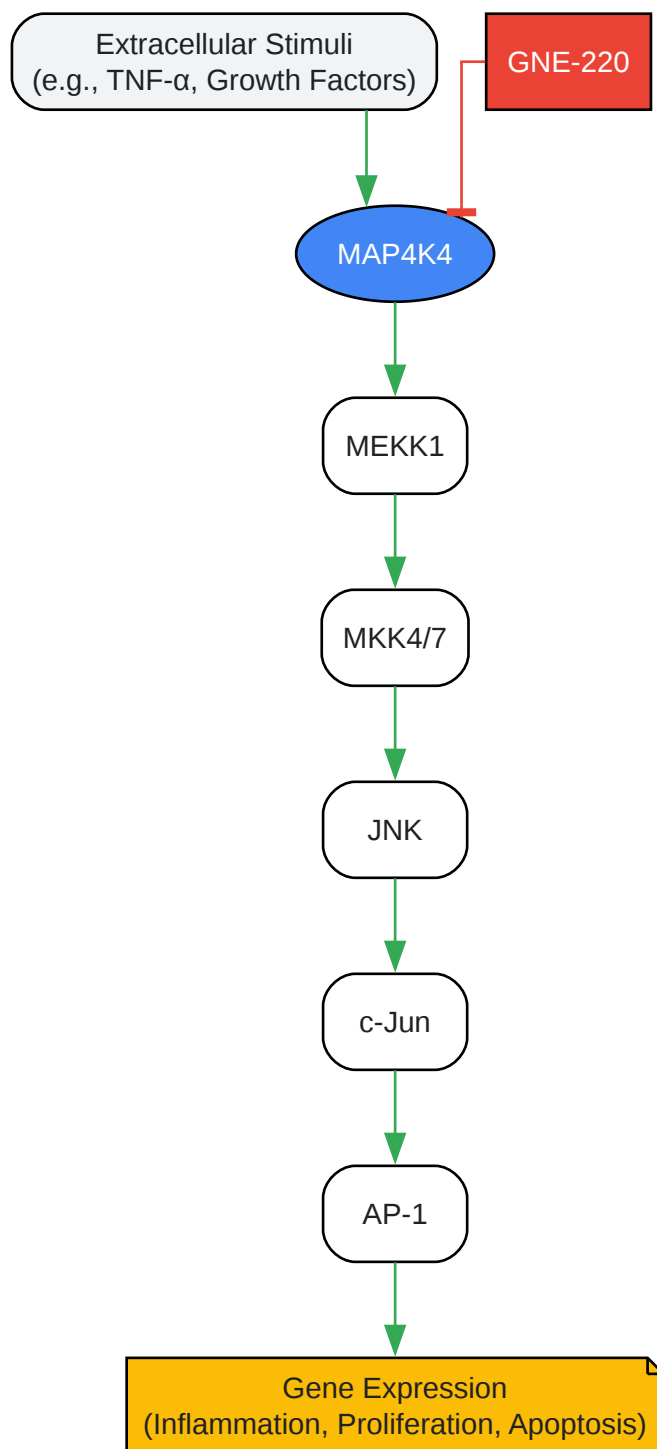 Extracellular Stimuli
(e.g., TNF-α, Growth Factors)
GNE-220
MAP4K4
MEKK1
MKK4/7
JNK
c-Jun
AP-1
Gene Expression
(Inflammation, Proliferation, Apoptosis)